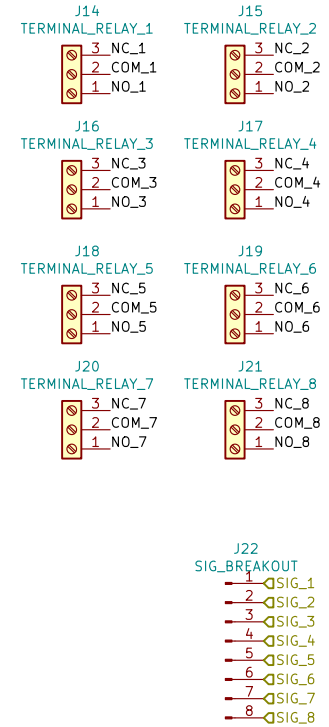 J14
TERMINAL_RELAY_1
3 NC_1
2 COM_1
1 NO_1
J15
TERMINAL_RELAY_2
3 NC_2
2 COM_2
1 NO_2
J16
TERMINAL_RELAY_3
3 NC_3
2 COM_3
1 NO_3
J17
TERMINAL_RELAY_4
3 NC_4
2 COM_4
1 NO_4
J18
TERMINAL_RELAY_5
3 NC_5
2 COM_5
1 NO_5
J19
TERMINAL_RELAY_6
3 NC_6
2 COM_6
1 NO_6
J20
TERMINAL_RELAY_7
3 NC_7
2 COM_7
1 NO_7
J21
TERMINAL_RELAY_8
3 NC_8
2 COM_8
1 NO_8
J22
SIG_BREAKOUT
1 SIG_1
2 SIG_2
3 SIG_3
4 SIG_4
5 SIG_5
6 SIG_6
7 SIG_7
8 SIG_8